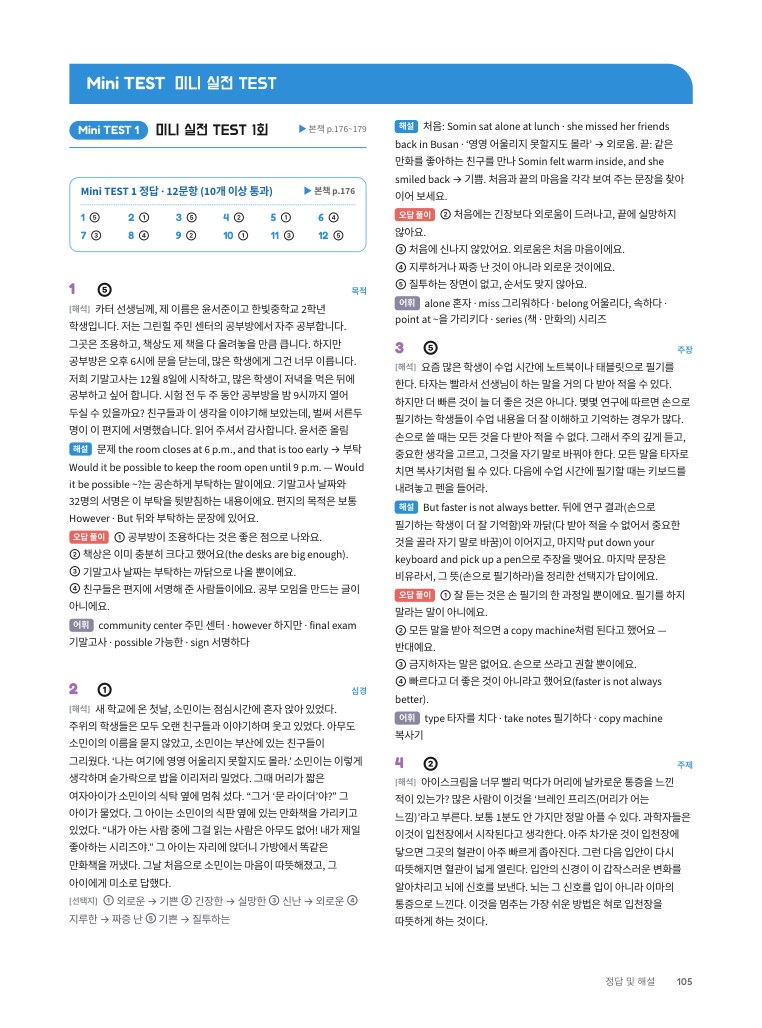 Mini TEST 미니 실전 TEST
Mini TEST 1 미니 실전 TEST 1회 ▶ 본책 p.176~179
Mini TEST 1 정답 · 12문항 (10개 이상 통과) ▶ 본책 p.176
1 ⑤ 2 ① 3 ⑤ 4 ② 5 ① 6 ④
7 ③ 8 ④ 9 ② 10 ① 11 ③ 12 ⑤
1 ⑤ 목적
[해석] 카터 선생님께, 제 이름은 윤서준이고 한빛중학교 2학년
학생입니다. 저는 그린힐 주민 센터의 공부방에서 자주 공부합니다.
그곳은 조용하고, 책상도 제 책을 다 올려놓을 만큼 큽니다. 하지만
공부방은 오후 6시에 문을 닫는데, 많은 학생에게 그건 너무 이릅니다.
저희 기말고사는 12월 8일에 시작하고, 많은 학생이 저녁을 먹은 뒤에
공부하고 싶어 합니다. 시험 전 두 주 동안 공부방을 밤 9시까지 열어
두실 수 있을까요? 친구들과 이 생각을 이야기해 보았는데, 벌써 서른두
명이 이 편지에 서명했습니다. 읽어 주셔서 감사합니다. 윤서준 올림
해설 문제 the room closes at 6 p.m., and that is too early → 부탁
Would it be possible to keep the room open until 9 p.m. — Would
it be possible ~?는 공손하게 부탁하는 말이에요. 기말고사 날짜와
32명의 서명은 이 부탁을 뒷받침하는 내용이에요. 편지의 목적은 보통
However · But 뒤와 부탁하는 문장에 있어요.
오답 풀이 ① 공부방이 조용하다는 것은 좋은 점으로 나와요.
② 책상은 이미 충분히 크다고 했어요(the desks are big enough).
③ 기말고사 날짜는 부탁하는 까닭으로 나올 뿐이에요.
④ 친구들은 편지에 서명해 준 사람들이에요. 공부 모임을 만드는 글이
아니에요.
어휘 community center 주민 센터 · however 하지만 · final exam
기말고사 · possible 가능한 · sign 서명하다
2 ① 심경
[해석] 새 학교에 온 첫날, 소민이는 점심시간에 혼자 앉아 있었다.
주위의 학생들은 모두 오랜 친구들과 이야기하며 웃고 있었다. 아무도
소민이의 이름을 묻지 않았고, 소민이는 부산에 있는 친구들이
그리웠다. ‘나는 여기에 영영 어울리지 못할지도 몰라.’ 소민이는 이렇게
생각하며 숟가락으로 밥을 이리저리 밀었다. 그때 머리가 짧은
여자아이가 소민이의 식탁 옆에 멈춰 섰다. “그거 ‘문 라이더’야?” 그
아이가 물었다. 그 아이는 소민이의 식판 옆에 있는 만화책을 가리키고
있었다. “내가 아는 사람 중에 그걸 읽는 사람은 아무도 없어! 내가 제일
좋아하는 시리즈야.” 그 아이는 자리에 앉더니 가방에서 똑같은
만화책을 꺼냈다. 그날 처음으로 소민이는 마음이 따뜻해졌고, 그
아이에게 미소로 답했다.
[선택지] ① 외로운 → 기쁜 ② 긴장한 → 실망한 ③ 신난 → 외로운 ④
지루한 → 짜증 난 ⑤ 기쁜 → 질투하는
해설 처음: Somin sat alone at lunch · she missed her friends
back in Busan · ‘영영 어울리지 못할지도 몰라’ → 외로움. 끝: 같은
만화를 좋아하는 친구를 만나 Somin felt warm inside, and she
smiled back → 기쁨. 처음과 끝의 마음을 각각 보여 주는 문장을 찾아
이어 보세요.
오답 풀이 ② 처음에는 긴장보다 외로움이 드러나고, 끝에 실망하지
않아요.
③ 처음에 신나지 않았어요. 외로움은 처음 마음이에요.
④ 지루하거나 짜증 난 것이 아니라 외로운 것이에요.
⑤ 질투하는 장면이 없고, 순서도 맞지 않아요.
어휘 alone 혼자 · miss 그리워하다 · belong 어울리다, 속하다 ·
point at ~을 가리키다 · series (책 · 만화의) 시리즈
3 ⑤ 주장
[해석] 요즘 많은 학생이 수업 시간에 노트북이나 태블릿으로 필기를
한다. 타자는 빨라서 선생님이 하는 말을 거의 다 받아 적을 수 있다.
하지만 더 빠른 것이 늘 더 좋은 것은 아니다. 몇몇 연구에 따르면 손으로
필기하는 학생들이 수업 내용을 더 잘 이해하고 기억하는 경우가 많다.
손으로 쓸 때는 모든 것을 다 받아 적을 수 없다. 그래서 주의 깊게 듣고,
중요한 생각을 고르고, 그것을 자기 말로 바꿔야 한다. 모든 말을 타자로
치면 복사기처럼 될 수 있다. 다음에 수업 시간에 필기할 때는 키보드를
내려놓고 펜을 들어라.
해설 But faster is not always better. 뒤에 연구 결과(손으로
필기하는 학생이 더 잘 기억함)와 까닭(다 받아 적을 수 없어서 중요한
것을 골라 자기 말로 바꿈)이 이어지고, 마지막 put down your
keyboard and pick up a pen으로 주장을 맺어요. 마지막 문장은
비유라서, 그 뜻(손으로 필기하라)을 정리한 선택지가 답이에요.
오답 풀이 ① 잘 듣는 것은 손 필기의 한 과정일 뿐이에요. 필기를 하지
말라는 말이 아니에요.
② 모든 말을 받아 적으면 a copy machine처럼 된다고 했어요 —
반대예요.
③ 금지하자는 말은 없어요. 손으로 쓰라고 권할 뿐이에요.
④ 빠르다고 더 좋은 것이 아니라고 했어요(faster is not always
better).
어휘 type 타자를 치다 · take notes 필기하다 · copy machine
복사기
4 ② 주제
[해석] 아이스크림을 너무 빨리 먹다가 머리에 날카로운 통증을 느낀
적이 있는가? 많은 사람이 이것을 ‘브레인 프리즈(머리가 어는
느낌)’라고 부른다. 보통 1분도 안 가지만 정말 아플 수 있다. 과학자들은
이것이 입천장에서 시작된다고 생각한다. 아주 차가운 것이 입천장에
닿으면 그곳의 혈관이 아주 빠르게 좁아진다. 그런 다음 입안이 다시
따뜻해지면 혈관이 넓게 열린다. 입안의 신경이 이 갑작스러운 변화를
알아차리고 뇌에 신호를 보낸다. 뇌는 그 신호를 입이 아니라 이마의
통증으로 느낀다. 이것을 멈추는 가장 쉬운 방법은 혀로 입천장을
따뜻하게 하는 것이다.
정답 및 해설 105